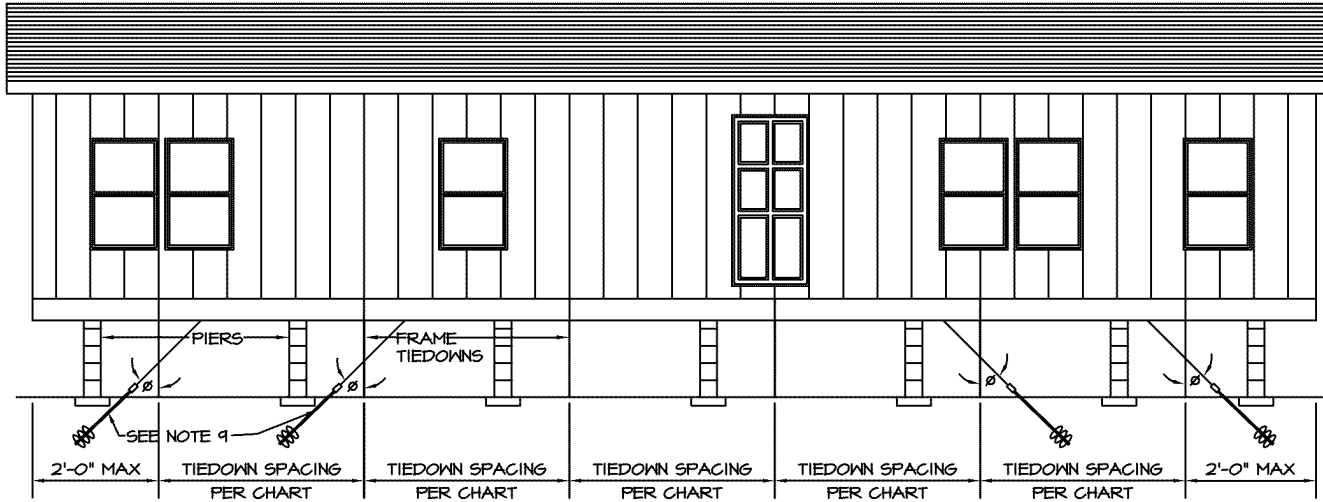 PIERS
FRAME
TIEDOWNS
Ø Ø Ø Ø
SEE NOTE 9
2'-0" MAX TIEDOWN SPACING TIEDOWN SPACING TIEDOWN SPACING TIEDOWN SPACING TIEDOWN SPACING 2'-0" MAX
PER CHART PER CHART PER CHART PER CHART PER CHART